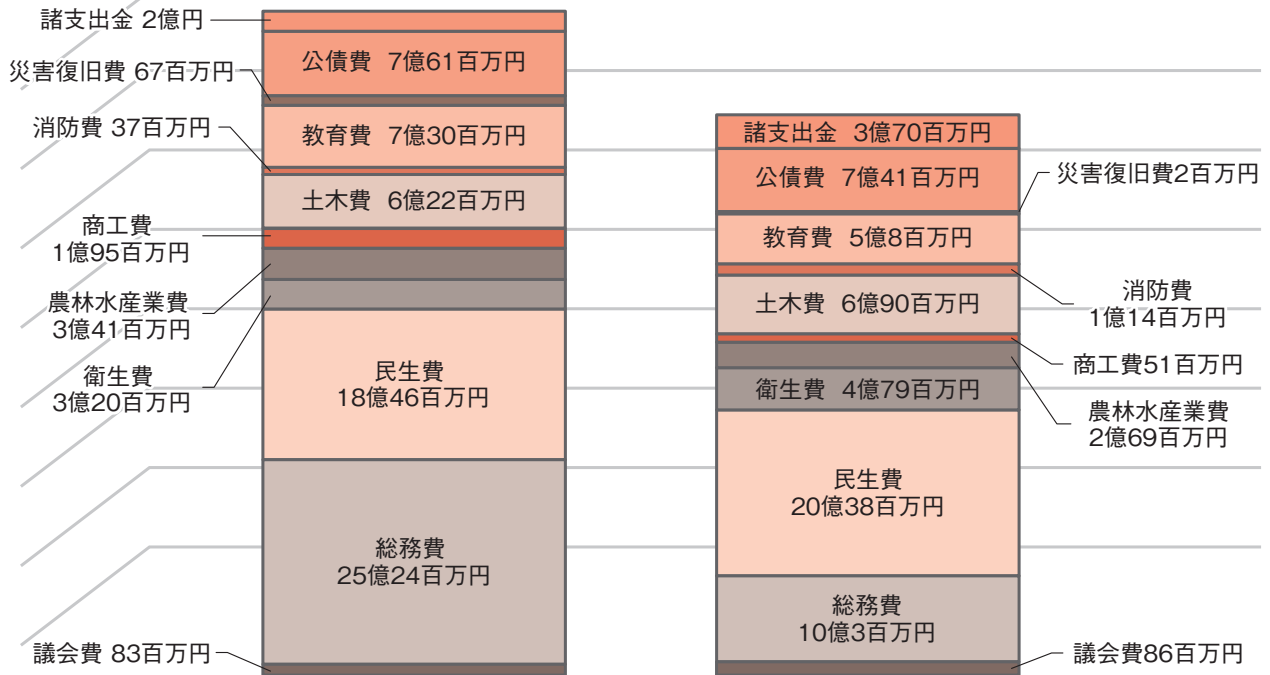 諸支出金 2億円
公債費 7億61百万円
災害復旧費 67百万円
教育費 7億30百万円
消防費 37百万円
土木費 6億22百万円
商工費
1億95百万円
農林水産業費
3億41百万円
衛生費
3億20百万円
民生費
18億46百万円
総務費
25億24百万円
議会費 83百万円
諸支出金 3億70百万円
公債費 7億41百万円
災害復旧費2百万円
教育費 5億8百万円
消防費
1億14百万円
土木費 6億90百万円
商工費51百万円
農林水産業費
2億69百万円
衛生費 4億79百万円
民生費
20億38百万円
総務費
10億3百万円
議会費86百万円